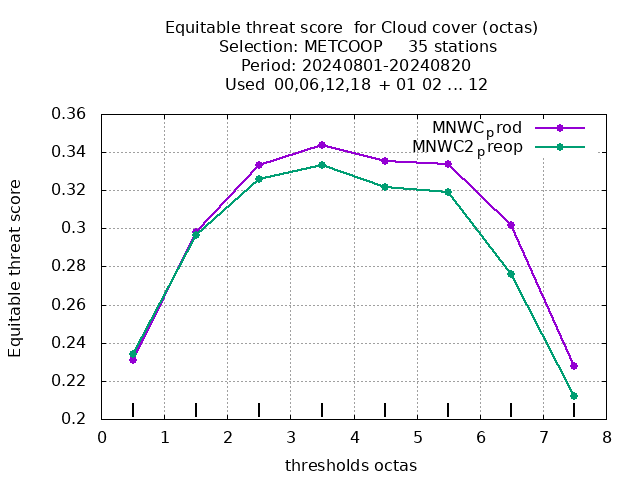 Equitable threat score for Cloud cover (octas)
Selection: METCOOP 35 stations
Period: 20240801-20240820
Used 00,06,12,18 + 01 02 ... 12
MNWC_prod
MNWC2_preop
Equitable threat score
0.36
0.34
0.32
0.3
0.28
0.26
0.24
0.22
0.2
0 1 2 3 4 5 6 7 8
thresholds octas